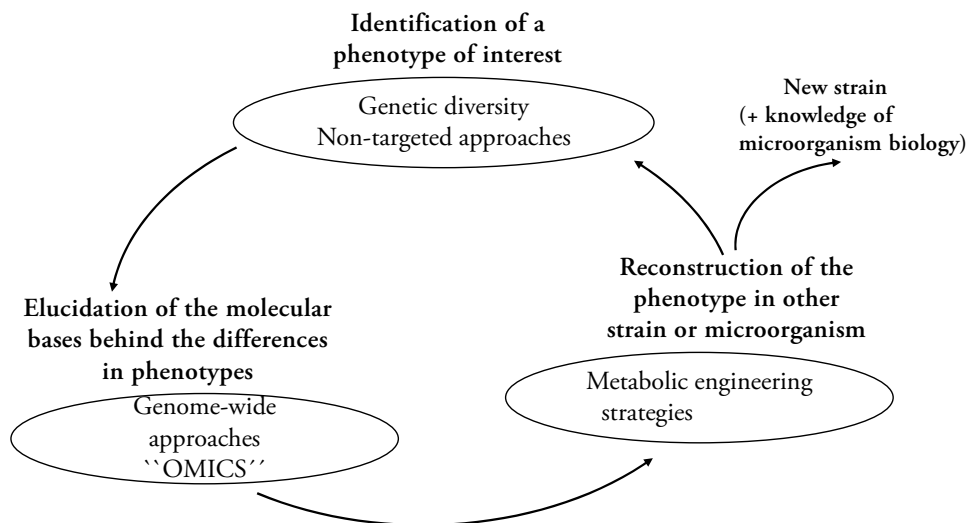 Identification of a
phenotype of interest
Genetic diversity
Non-targeted approaches
New strain
(+ knowledge of
microorganism biology)
Reconstruction of the
phenotype in other
strain or microorganism
Metabolic engineering
strategies
Elucidation of the molecular
bases behind the differences
in phenotypes
Genome-wide
approaches
``OMICS´´